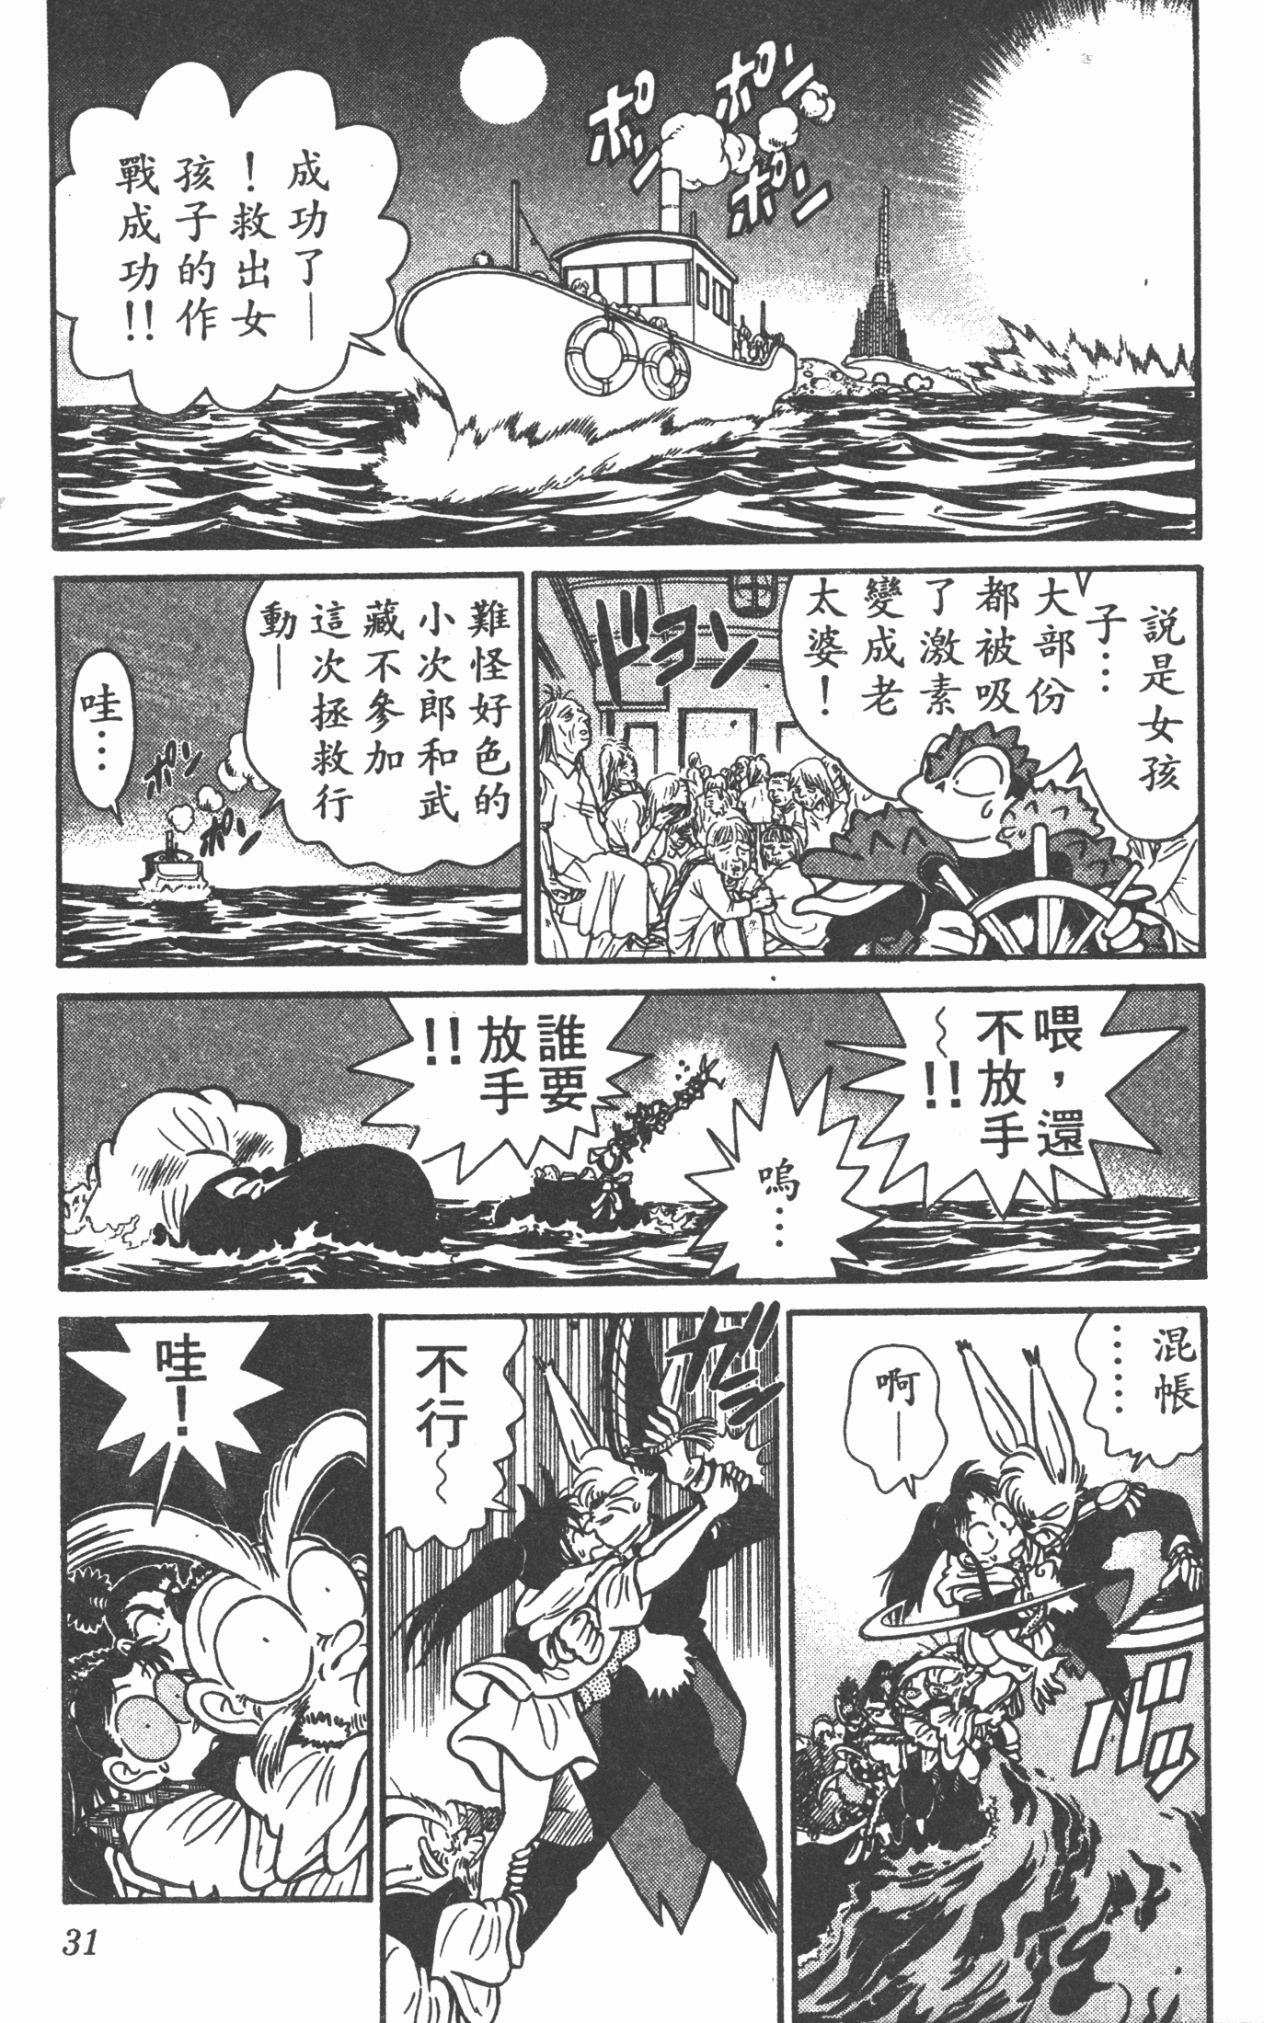 成功了—
！救出女
孩子的作
戰成功!!
ポン
ポン
ポン
說是女孩
子…
大部份
都被吸
了激素
變成老
太婆！
ドヨン
難怪好色的
小次郎和武
藏不參加
這次拯救行
動—
哇…
ポン
ポン
喂，還
不放手
～!!
嗚…
誰要
放手
!!
混帳
……
啊—
バッ
不行～
ガシッ
哇！
31